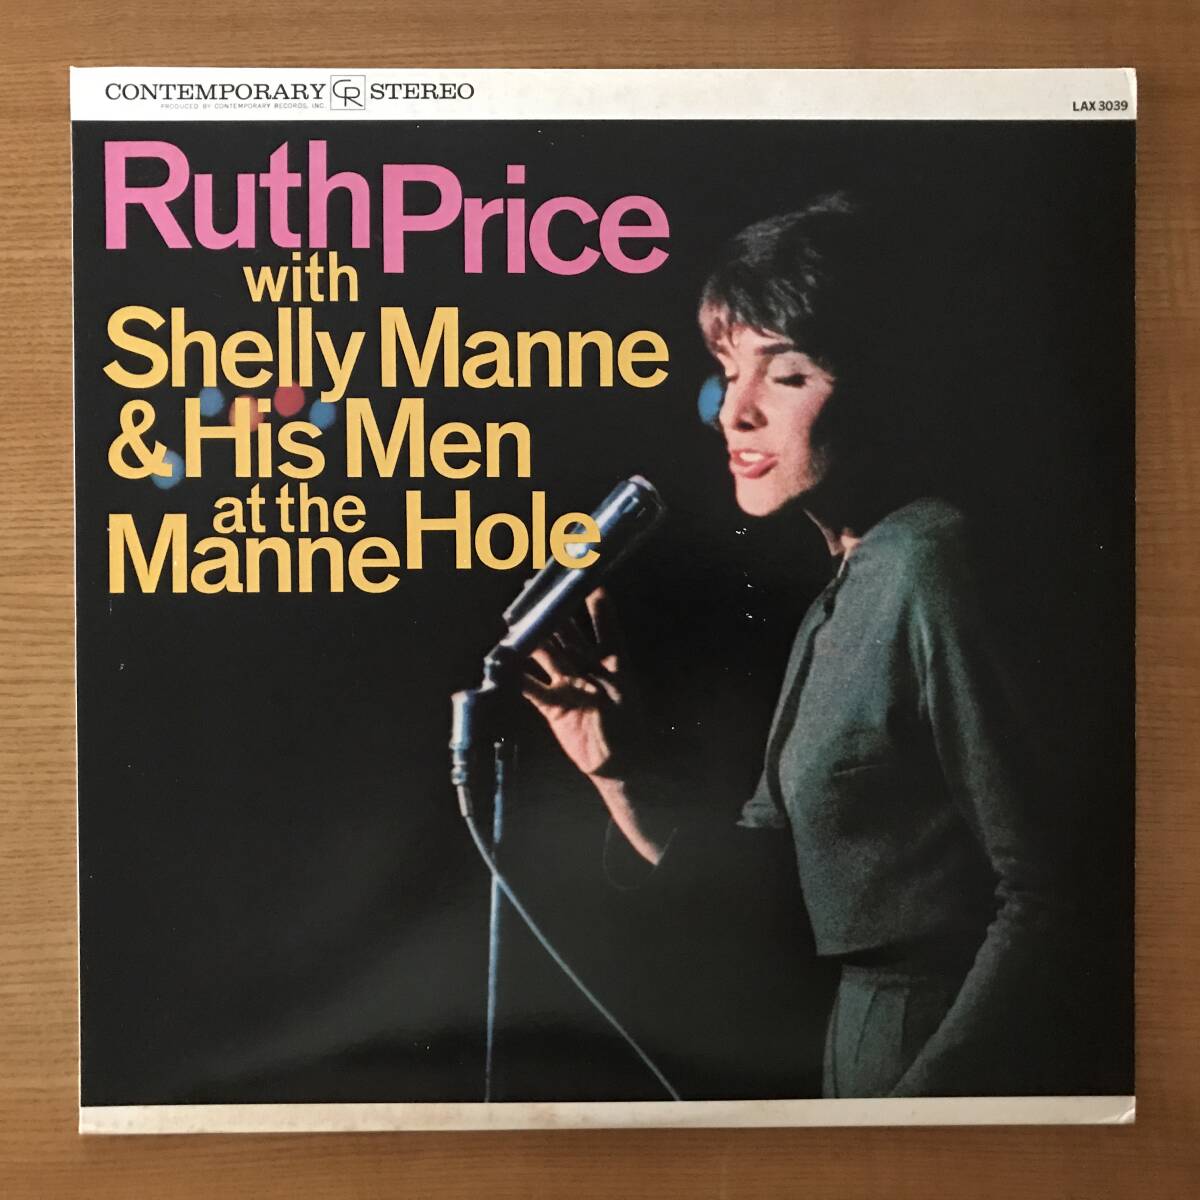 CONTEMPORARY CR STEREO
PRODUCED BY CONTEMPORARY RECORDS, INC.
LAX 3039
Ruth Price
with
Shelly Manne
& His Men
at the
Manne Hole